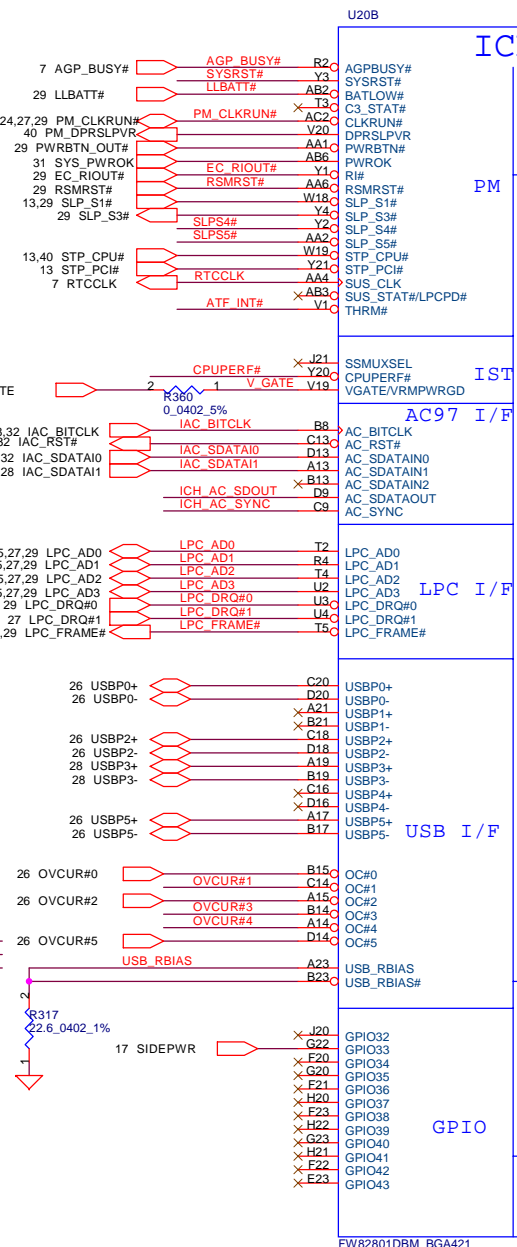 U20B
IC
7 AGP_BUSY# AGP_BUSY# R2 AGPBUSY#
SYSRST# Y3 SYSRST#
29 LLBATT# LLBATT# AB2 BATLOW#
T3 C3_STAT#
24,27,29 PM_CLKRUN# PM_CLKRUN# AC2 CLKRUN#
40 PM_DPRSLPVR V20 DPRSLPVR
29 PWRBTN_OUT# AA1 PWRBTN#
31 SYS_PWROK AB6 PWROK
29 EC_RIOUT# EC_RIOUT# Y1 RI#
29 RSMRST# RSMRST# AA6 RSMRST#
PM
13,29 SLP_S1# W18 SLP_S1#
29 SLP_S3# Y4 SLP_S3#
SLPS4# Y2 SLP_S4#
SLPS5# AA2 SLP_S5#
13,40 STP_CPU# W19 STP_CPU#
13 STP_PCI# Y21 STP_PCI#
7 RTCCLK RTCCLK AA4 SUS_CLK
AB3 SUS_STAT#/LPCPD#
ATF_INT# V1 THRM#
J21 SSMUXSEL
CPUPERF# Y20 CPUPERF#
IST
TE 2 1 V_GATE V19 VGATE/VRMPWRGD
R360
0_0402_5%
AC97 I/F
3,32 IAC_BITCLK IAC_BITCLK B8 AC_BITCLK
32 IAC_RST# C13 AC_RST#
32 IAC_SDATAI0 IAC_SDATAI0 D13 AC_SDATAIN0
28 IAC_SDATAI1 IAC_SDATAI1 A13 AC_SDATAIN1
B13 AC_SDATAIN2
ICH_AC_SDOUT D9 AC_SDATAOUT
ICH_AC_SYNC C9 AC_SYNC
5,27,29 LPC_AD0 LPC_AD0 T2 LPC_AD0
5,27,29 LPC_AD1 LPC_AD1 R4 LPC_AD1
5,27,29 LPC_AD2 LPC_AD2 T4 LPC_AD2
5,27,29 LPC_AD3 LPC_AD3 U2 LPC_AD3
LPC I/F
29 LPC_DRQ#0 LPC_DRQ#0 U3 LPC_DRQ#0
27 LPC_DRQ#1 LPC_DRQ#1 U4 LPC_DRQ#1
,29 LPC_FRAME# LPC_FRAME# T5 LPC_FRAME#
26 USBP0+ C20 USBP0+
26 USBP0- D20 USBP0-
A21 USBP1+
B21 USBP1-
26 USBP2+ C18 USBP2+
26 USBP2- D18 USBP2-
28 USBP3+ A19 USBP3+
28 USBP3- B19 USBP3-
C16 USBP4+
D16 USBP4-
26 USBP5+ A17 USBP5+
26 USBP5- B17 USBP5-
USB I/F
26 OVCUR#0 B15 OC#0
OVCUR#1 C14 OC#1
26 OVCUR#2 A15 OC#2
OVCUR#3 B14 OC#3
OVCUR#4 A14 OC#4
26 OVCUR#5 D14 OC#5
USB_RBIAS A23 USB_RBIAS
B23 USB_RBIAS#
2
R317
22.6_0402_1%
1
J20 GPIO32
17 SIDEPWR G22 GPIO33
F20 GPIO34
G20 GPIO35
F21 GPIO36
H20 GPIO37
F23 GPIO38
H22 GPIO39
G23 GPIO40
H21 GPIO41
F22 GPIO42
E23 GPIO43
GPIO
FW82801DBM_BGA421